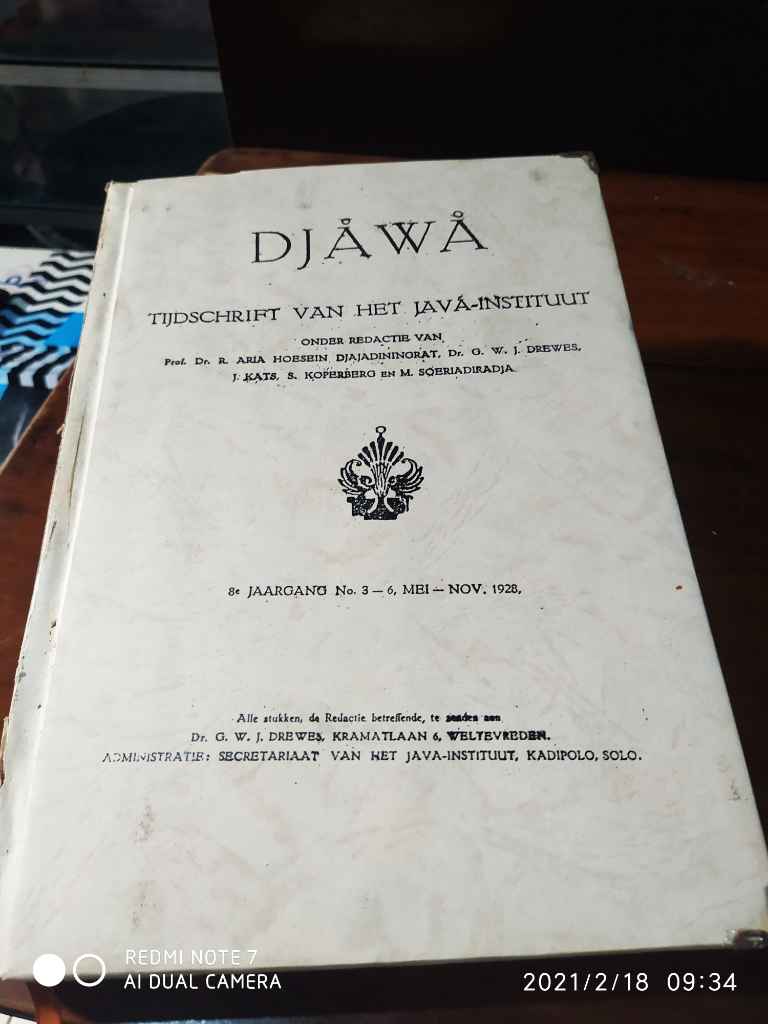 DJÅWÅ
TIJDSCHRIFT VAN HET JAVA-INSTITUUT
ONDER REDACTIE VAN
Prof. Dr. R. ARIA HOESEIN DJAJADININGRAT, Dr. G. W. J. DREWES,
J. KATS, S. KOPERBERG EN M. SOERIADIRADJA.
8e JAARGANG No. 3 — 6, MEI — NOV. 1928.
Alle stukken, de Redactie betreffende, te zenden aan
Dr. G. W. J. DREWES, KRAMATLAAN 6, WELTEVREDEN.
ADMINISTRATIE: SECRETARIAAT VAN HET JAVA-INSTITUUT, KADIPOLO, SOLO.
REDMI NOTE 7
AI DUAL CAMERA
2021/2/18 09:34